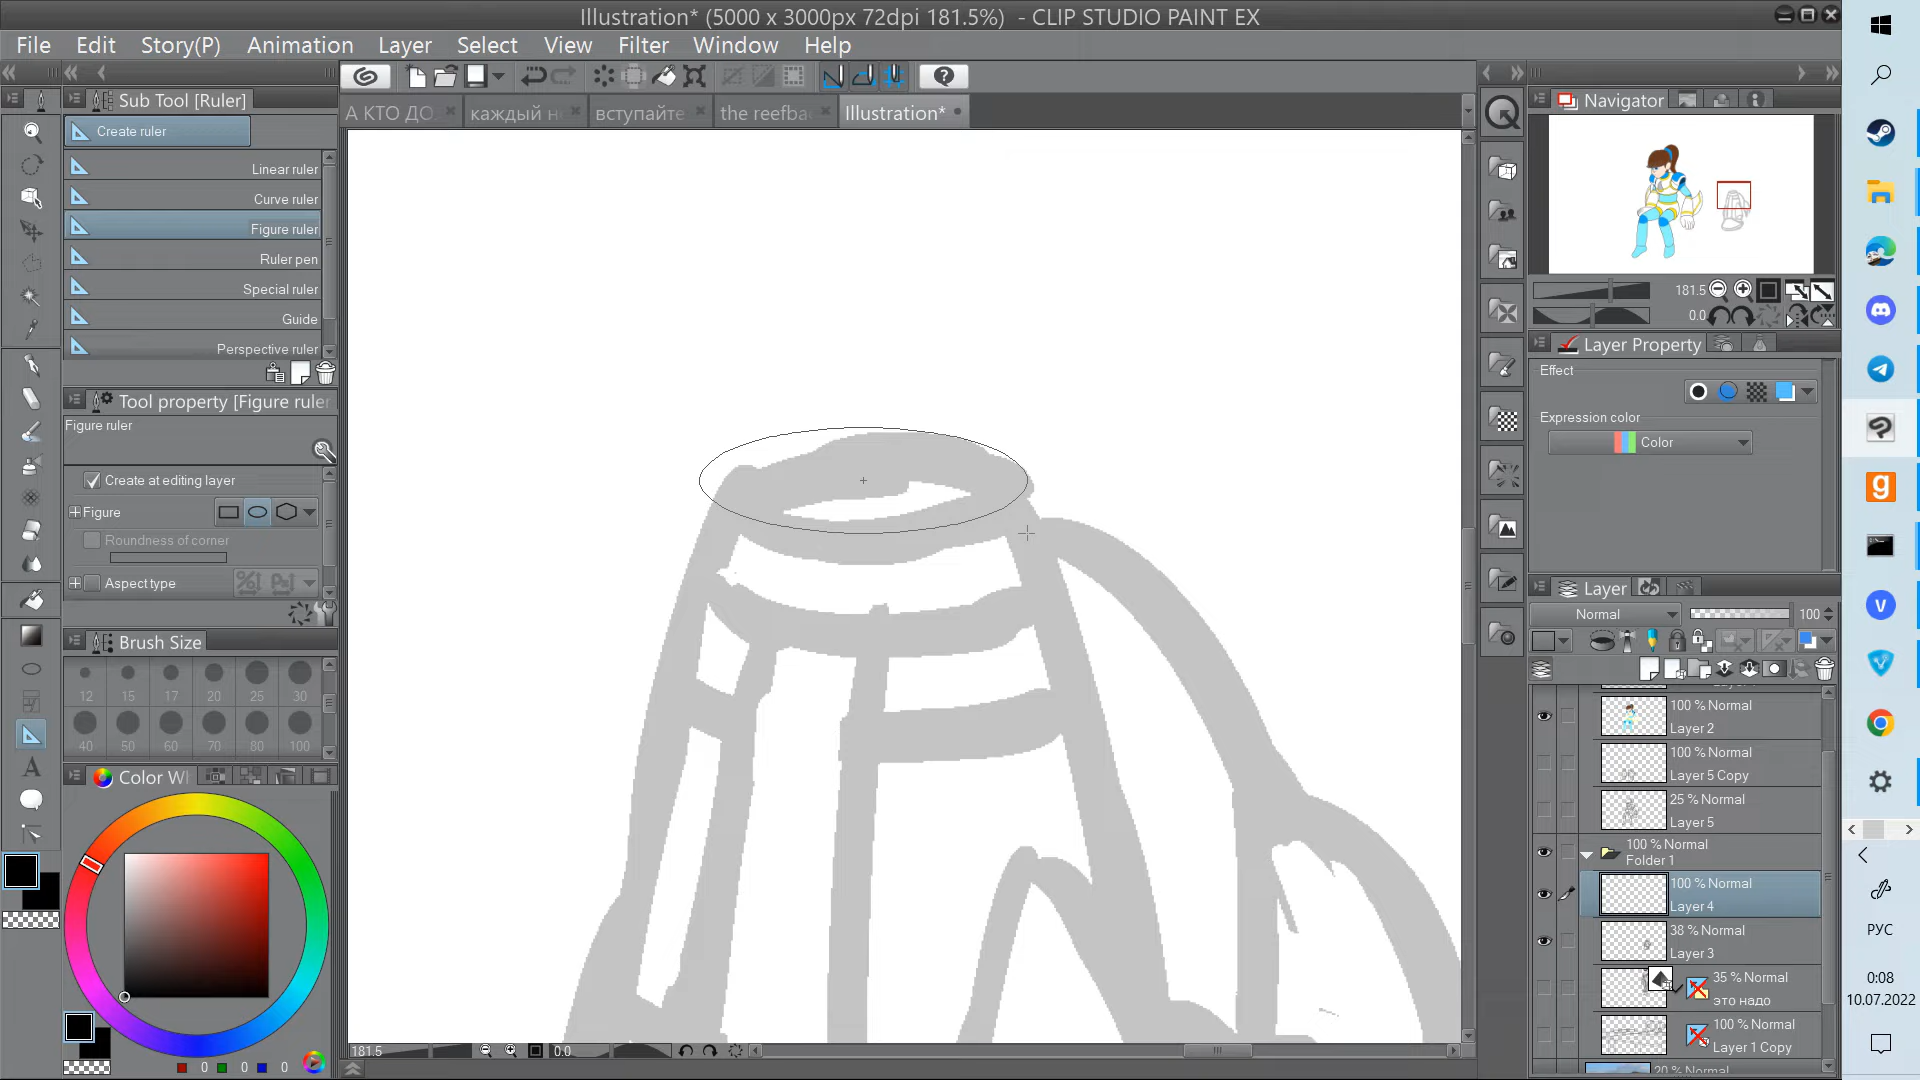 Illustration* (5000 x 3000px 72dpi 181.5%)  - CLIP STUDIO PAINT EX
File Edit Story(P) Animation Layer Select View Filter Window Help
Sub Tool [Ruler]
Create ruler
Linear ruler
Curve ruler
Figure ruler
Ruler pen
Special ruler
Guide
Perspective ruler
Tool property [Figure ruler
Figure ruler
Create at editing layer
Figure
Roundness of corner
Aspect type
Brush Size
12 15 17 20 25 30
40 50 60 70 80 100
Color Wh
0 0 0
А КТО ДО каждый н вступайте the reefba Illustration*
181.5 0.0
Navigator
181.5
0.0
Layer Property
Effect
Expression color
Color
Layer
Normal 100
100 % Normal
Layer 2
100 % Normal
Layer 5 Copy
25 % Normal
Layer 5
100 % Normal
Folder 1
100 % Normal
Layer 4
38 % Normal
Layer 3
35 % Normal
это надо
100 % Normal
Layer 1 Copy
20 % Normal
РУС
0:08
10.07.2022